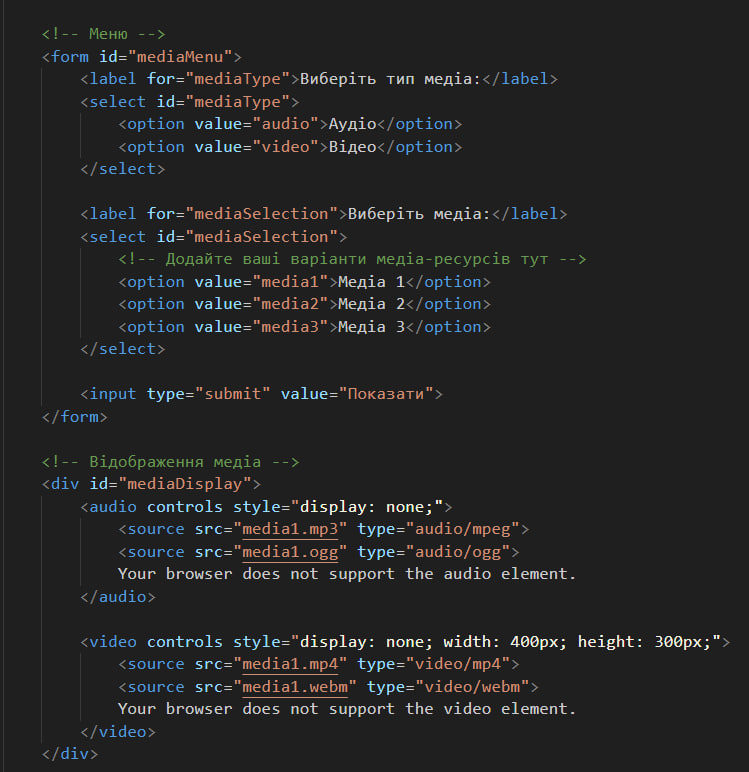 <!-- Меню -->
<form id="mediaMenu">
<label for="mediaType">Виберіть тип медіа:</label>
<select id="mediaType">
<option value="audio">Аудіо</option>
<option value="video">Відео</option>
</select>
<label for="mediaSelection">Виберіть медіа:</label>
<select id="mediaSelection">
<!-- Додайте ваші варіанти медіа-ресурсів тут -->
<option value="media1">Медіа 1</option>
<option value="media2">Медіа 2</option>
<option value="media3">Медіа 3</option>
</select>
<input type="submit" value="Показати">
</form>
<!-- Відображення медіа -->
<div id="mediaDisplay">
<audio controls style="display: none;">
<source src="media1.mp3" type="audio/mpeg">
<source src="media1.ogg" type="audio/ogg">
Your browser does not support the audio element.
</audio>
<video controls style="display: none; width: 400px; height: 300px;">
<source src="media1.mp4" type="video/mp4">
<source src="media1.webm" type="video/webm">
Your browser does not support the video element.
</video>
</div>